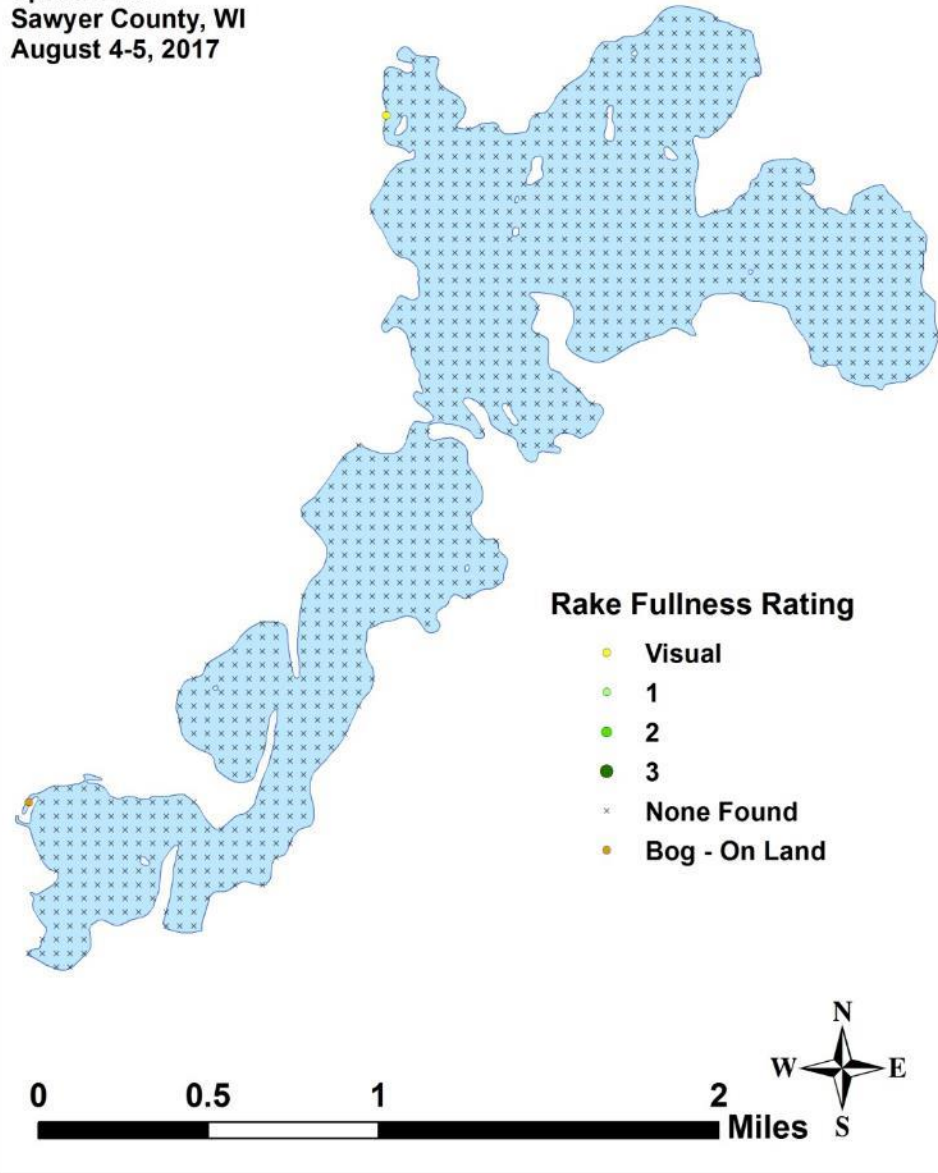 Sawyer County, WI
August 4-5, 2017
Rake Fullness Rating
Visual
1
2
3
None Found
Bog - On Land
N
W E
S
0 0.5 1 2
Miles